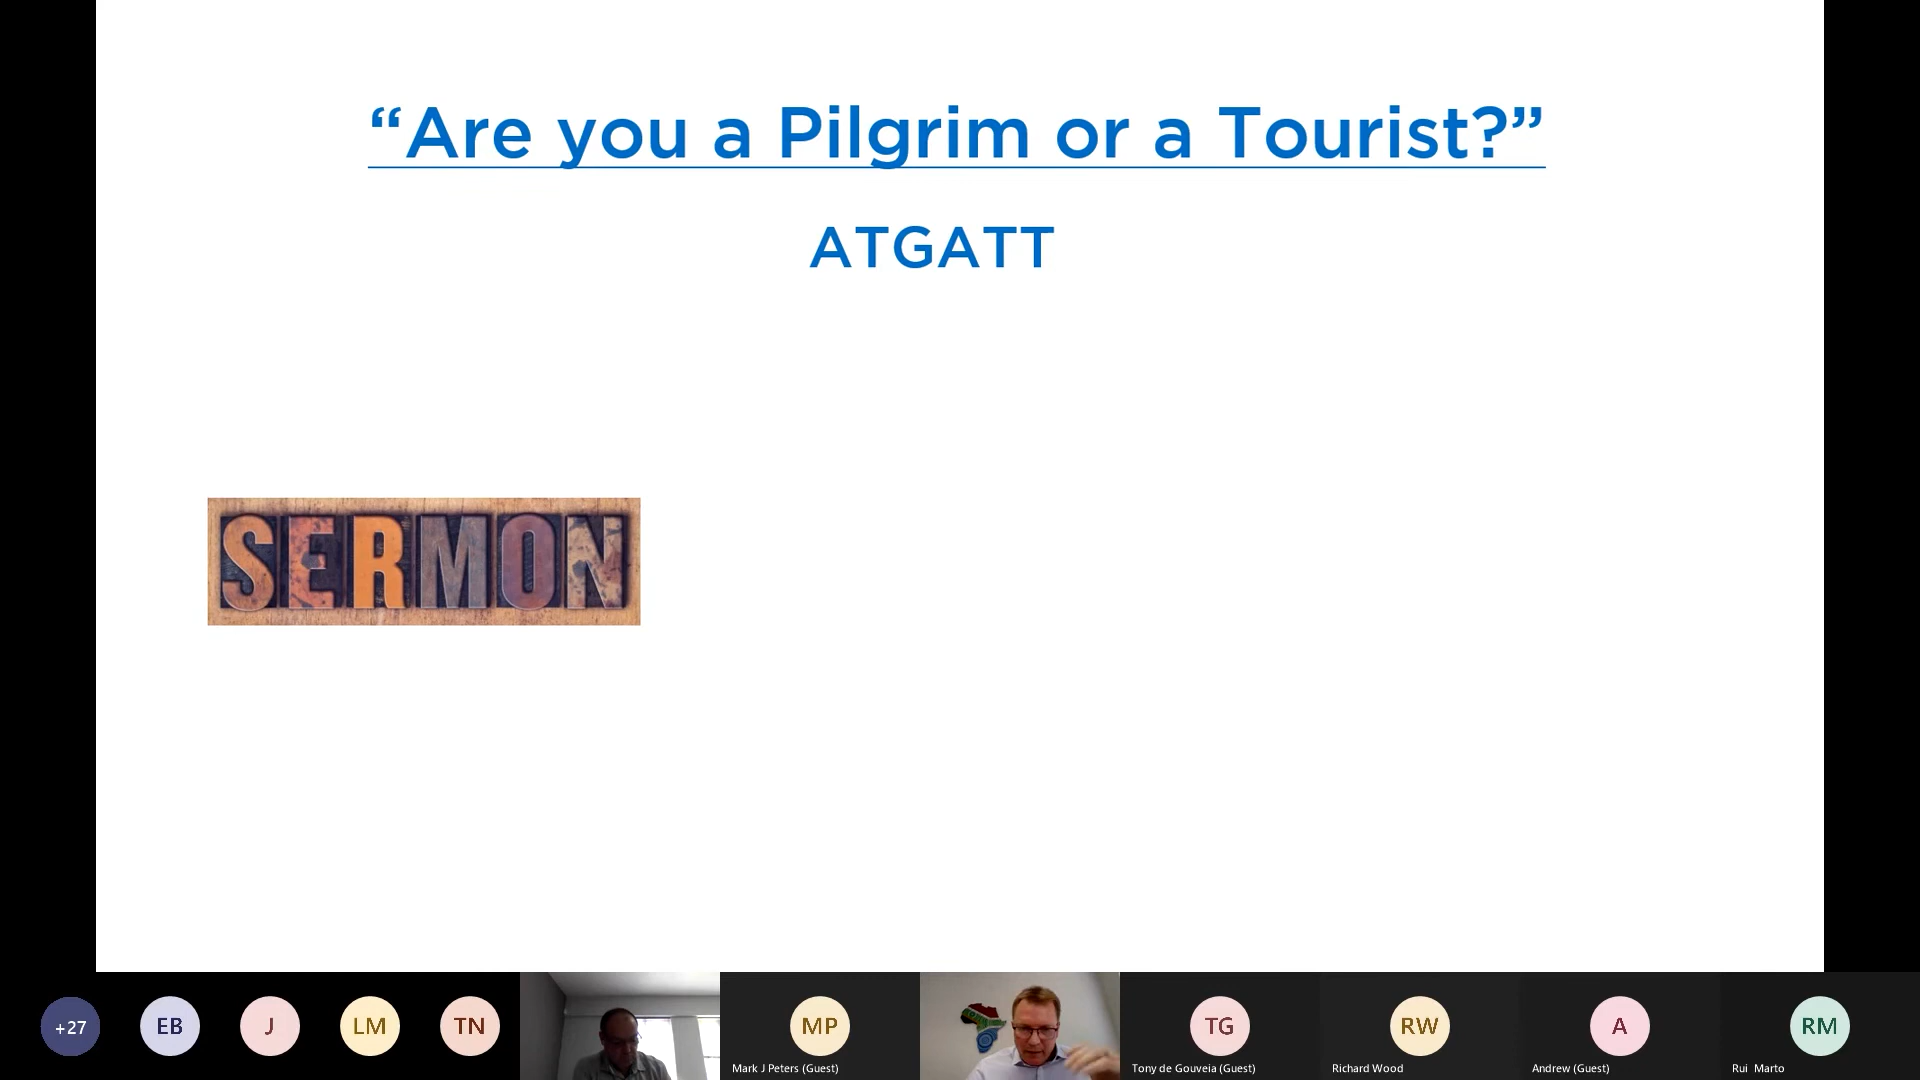 “Are you a Pilgrim or a Tourist?”
ATGATT
SERMON
+27
EB
J
LM
TN
MP
TG
RW
A
RM
Mark J Peters (Guest)
Tony de Gouveia (Guest)
Richard Wood
Andrew (Guest)
Rui Marto